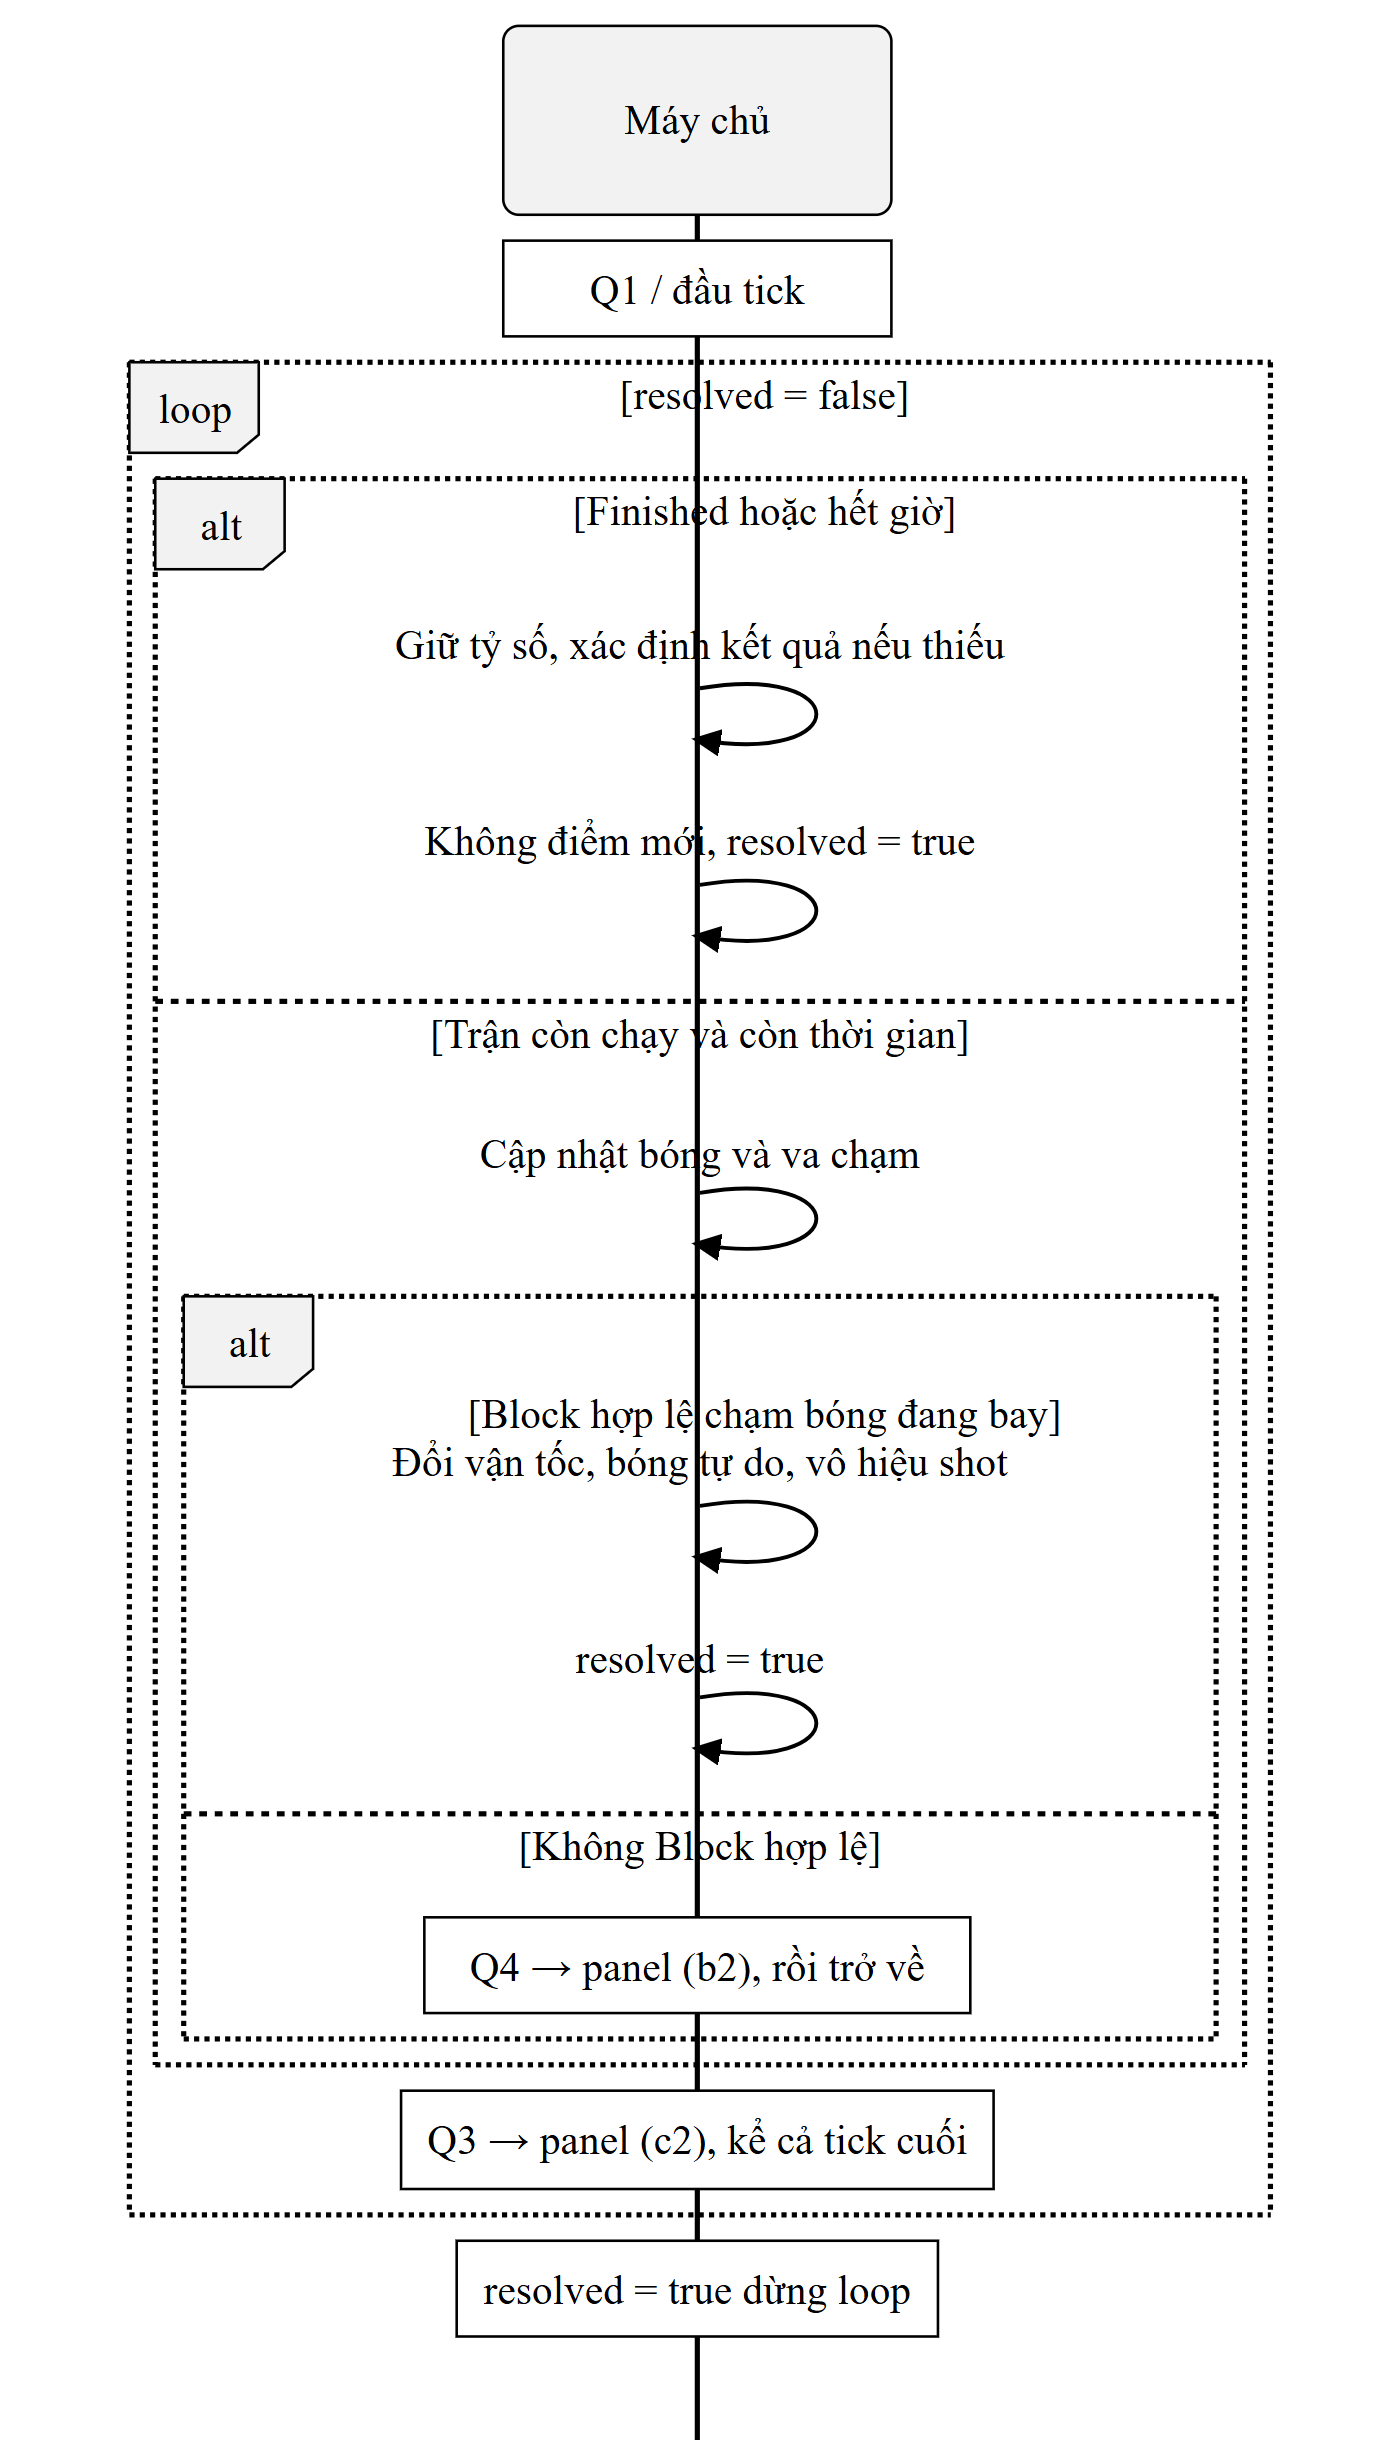 Máy chủ
Q1 / đầu tick
loop
[resolved = false]
alt
[Finished hoặc hết giờ]
Giữ tỷ số, xác định kết quả nếu thiếu
Không điểm mới, resolved = true
[Trận còn chạy và còn thời gian]
Cập nhật bóng và va chạm
alt
[Block hợp lệ chạm bóng đang bay]
Đổi vận tốc, bóng tự do, vô hiệu shot
resolved = true
[Không Block hợp lệ]
Q4 → panel (b2), rồi trở về
Q3 → panel (c2), kể cả tick cuối
resolved = true dừng loop